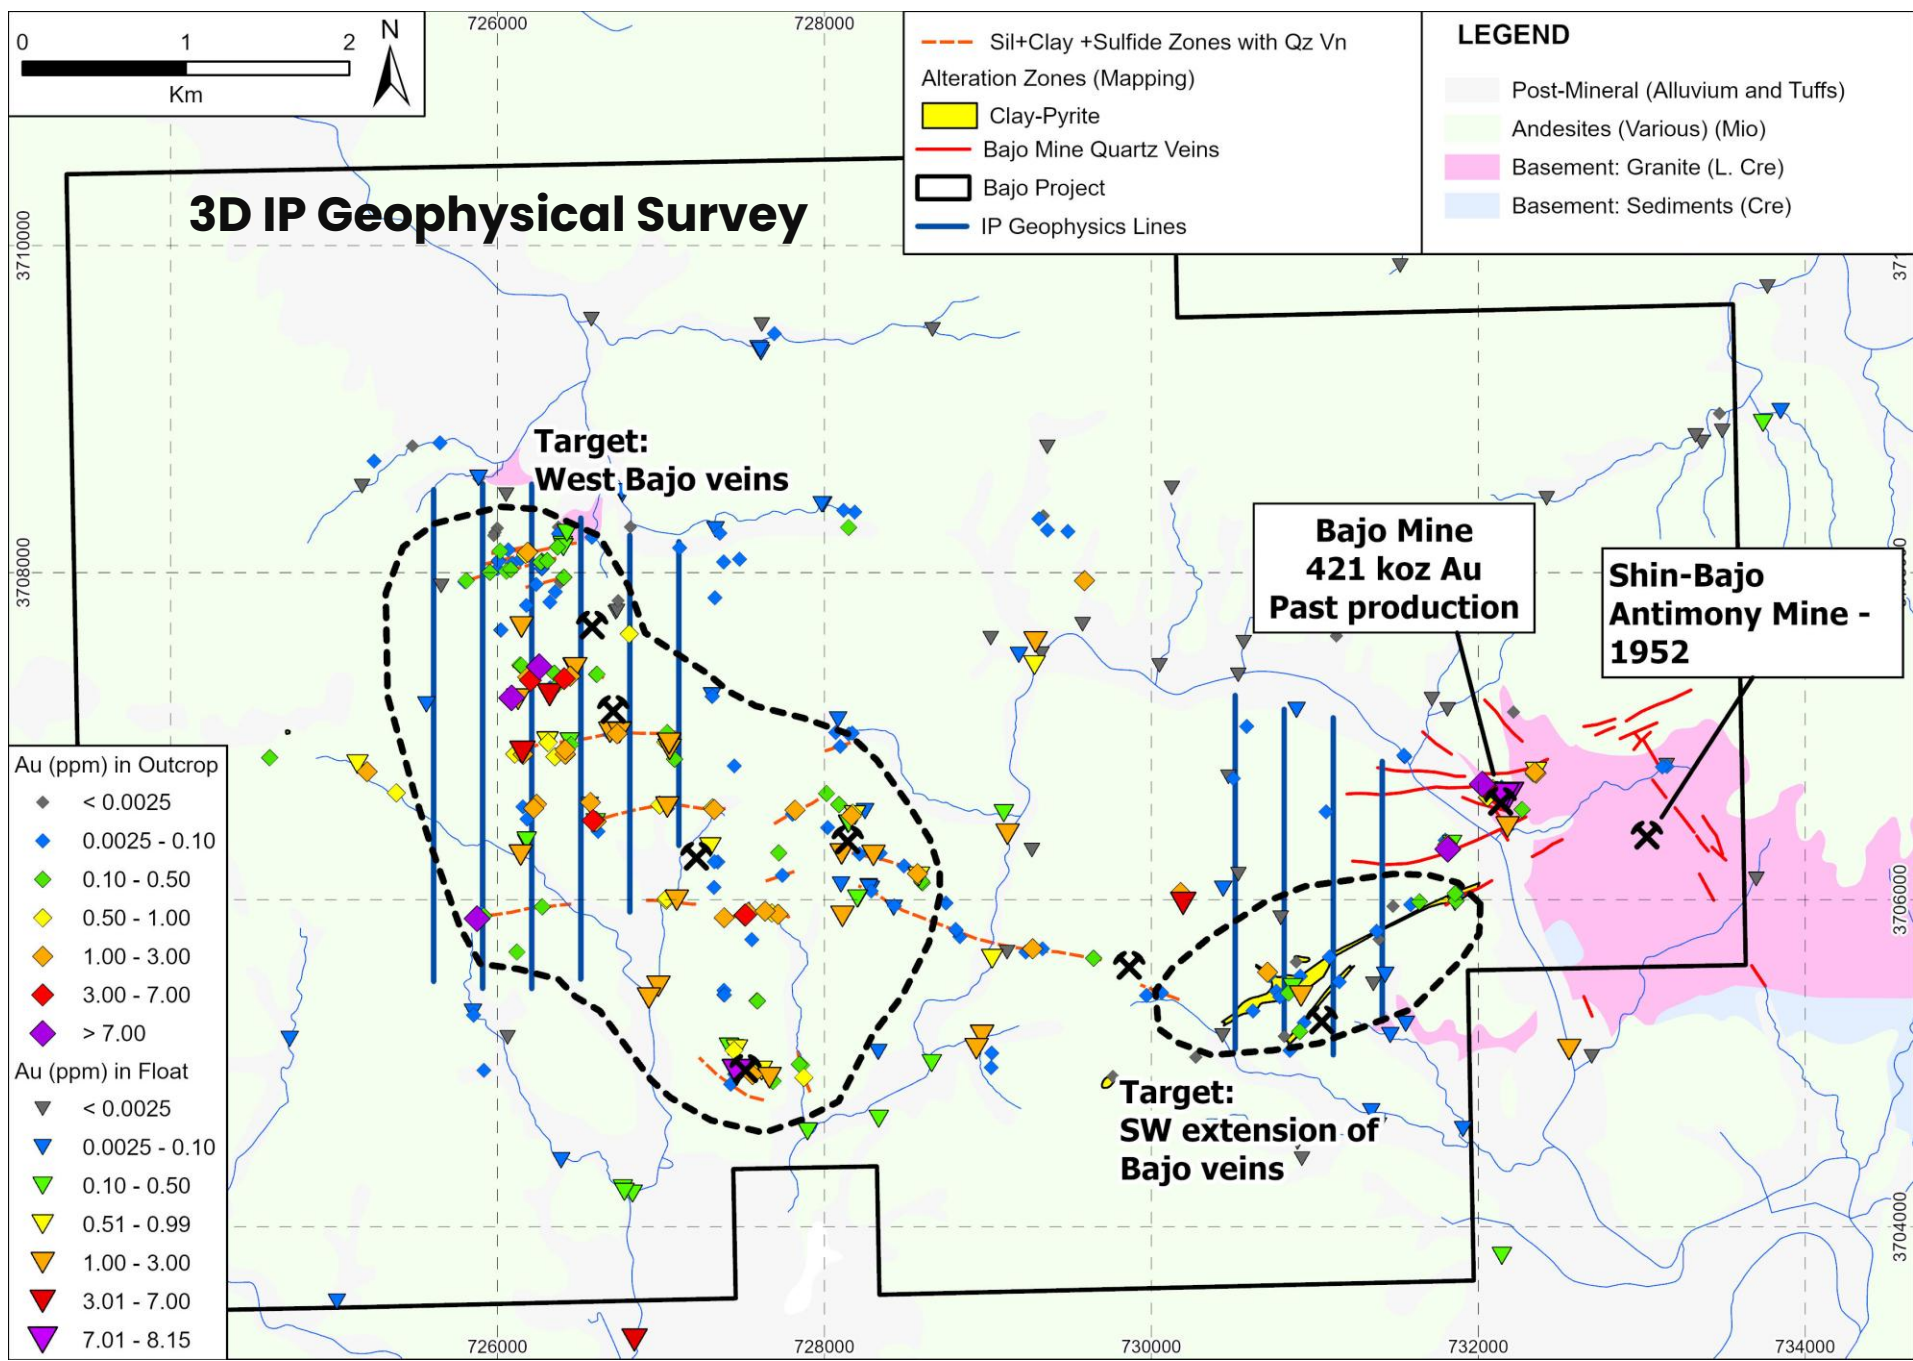 726000
728000
0 1 2
Km
N
Sil+Clay +Sulfide Zones with Qz Vn
Alteration Zones (Mapping)
Clay-Pyrite
Bajo Mine Quartz Veins
Bajo Project
IP Geophysics Lines
LEGEND
Post-Mineral (Alluvium and Tuffs)
Andesites (Various) (Mio)
Basement: Granite (L. Cre)
Basement: Sediments (Cre)
3D IP Geophysical Survey
3710000
371
Target:
West Bajo veins
3708000
Bajo Mine
421 koz Au
Past production
Shin-Bajo
Antimony Mine -
1952
3706000
Target:
SW extension of
Bajo veins
3704000
Au (ppm) in Outcrop
< 0.0025
0.0025 - 0.10
0.10 - 0.50
0.50 - 1.00
1.00 - 3.00
3.00 - 7.00
> 7.00
Au (ppm) in Float
< 0.0025
0.0025 - 0.10
0.10 - 0.50
0.51 - 0.99
1.00 - 3.00
3.01 - 7.00
7.01 - 8.15
726000
728000
730000
732000
734000